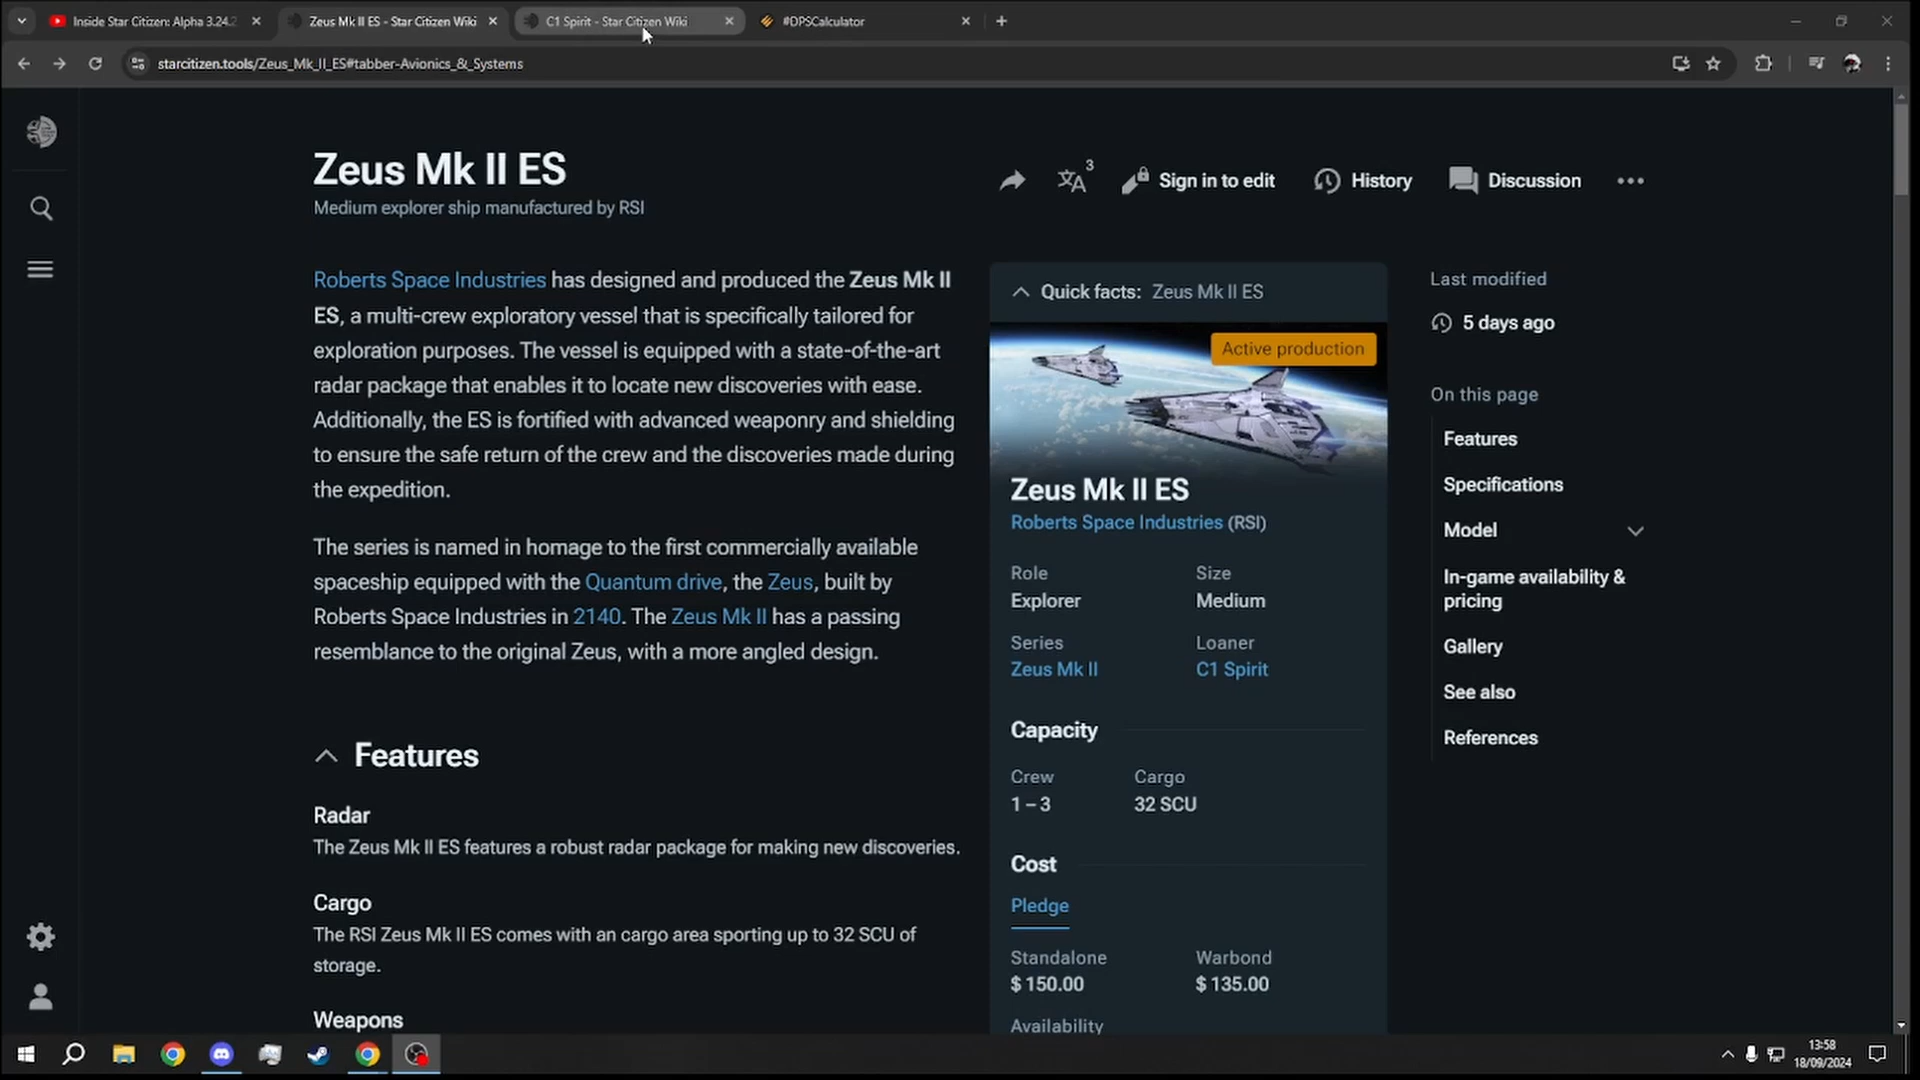 Inside Star Citizen: Alpha 3.24.2
Zeus Mk II ES - Star Citizen Wiki
C1 Spirit - Star Citizen Wiki
#DPSCalculator
starcitizen.tools/Zeus_Mk_II_ES#tabber-Avionics_&_Systems
Zeus Mk II ES
Medium explorer ship manufactured by RSI
3
Sign in to edit
History
Discussion
Roberts Space Industries has designed and produced the Zeus Mk II
ES, a multi-crew exploratory vessel that is specifically tailored for
exploration purposes. The vessel is equipped with a state-of-the-art
radar package that enables it to locate new discoveries with ease.
Additionally, the ES is fortified with advanced weaponry and shielding
to ensure the safe return of the crew and the discoveries made during
the expedition.
The series is named in homage to the first commercially available
spaceship equipped with the Quantum drive, the Zeus, built by
Roberts Space Industries in 2140. The Zeus Mk II has a passing
resemblance to the original Zeus, with a more angled design.
Features
Radar
The Zeus Mk II ES features a robust radar package for making new discoveries.
Cargo
The RSI Zeus Mk II ES comes with an cargo area sporting up to 32 SCU of
storage.
Weapons
Quick facts: Zeus Mk II ES
Active production
Zeus Mk II ES
Roberts Space Industries (RSI)
Role
Size
Explorer
Medium
Series
Loaner
Zeus Mk II
C1 Spirit
Capacity
Crew
Cargo
1 – 3
32 SCU
Cost
Pledge
Standalone
Warbond
$ 150.00
$ 135.00
Availability
Last modified
5 days ago
On this page
Features
Specifications
Model
In-game availability &
pricing
Gallery
See also
References
13:58
18/09/2024